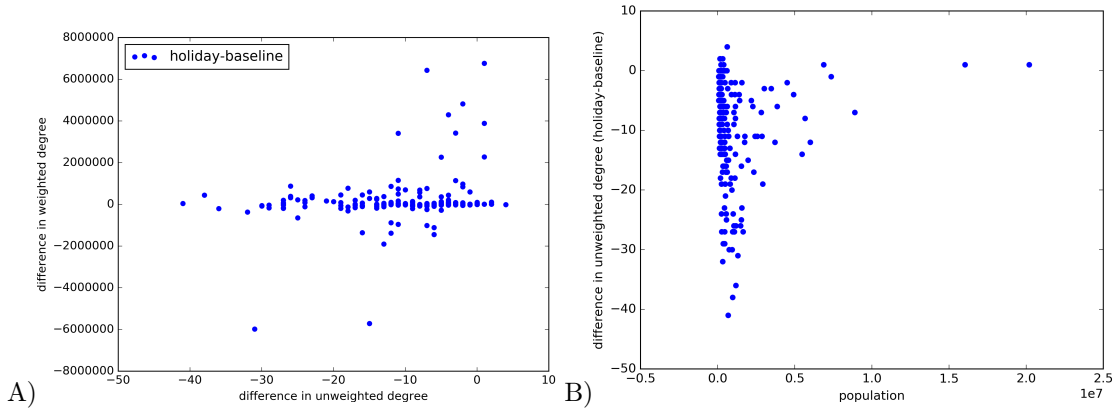 8000000
6000000
4000000
2000000
0
−2000000
−4000000
−6000000
−8000000
difference in weighted degree
holiday-baseline
−50 −40 −30 −20 −10 0 10
difference in unweighted degree
A)
10
0
−10
−20
−30
−40
−50
difference in unweighted degree (holiday-baseline)
−0.5 0.0 0.5 1.0 1.5 2.0 2.5
1e7
population
B)